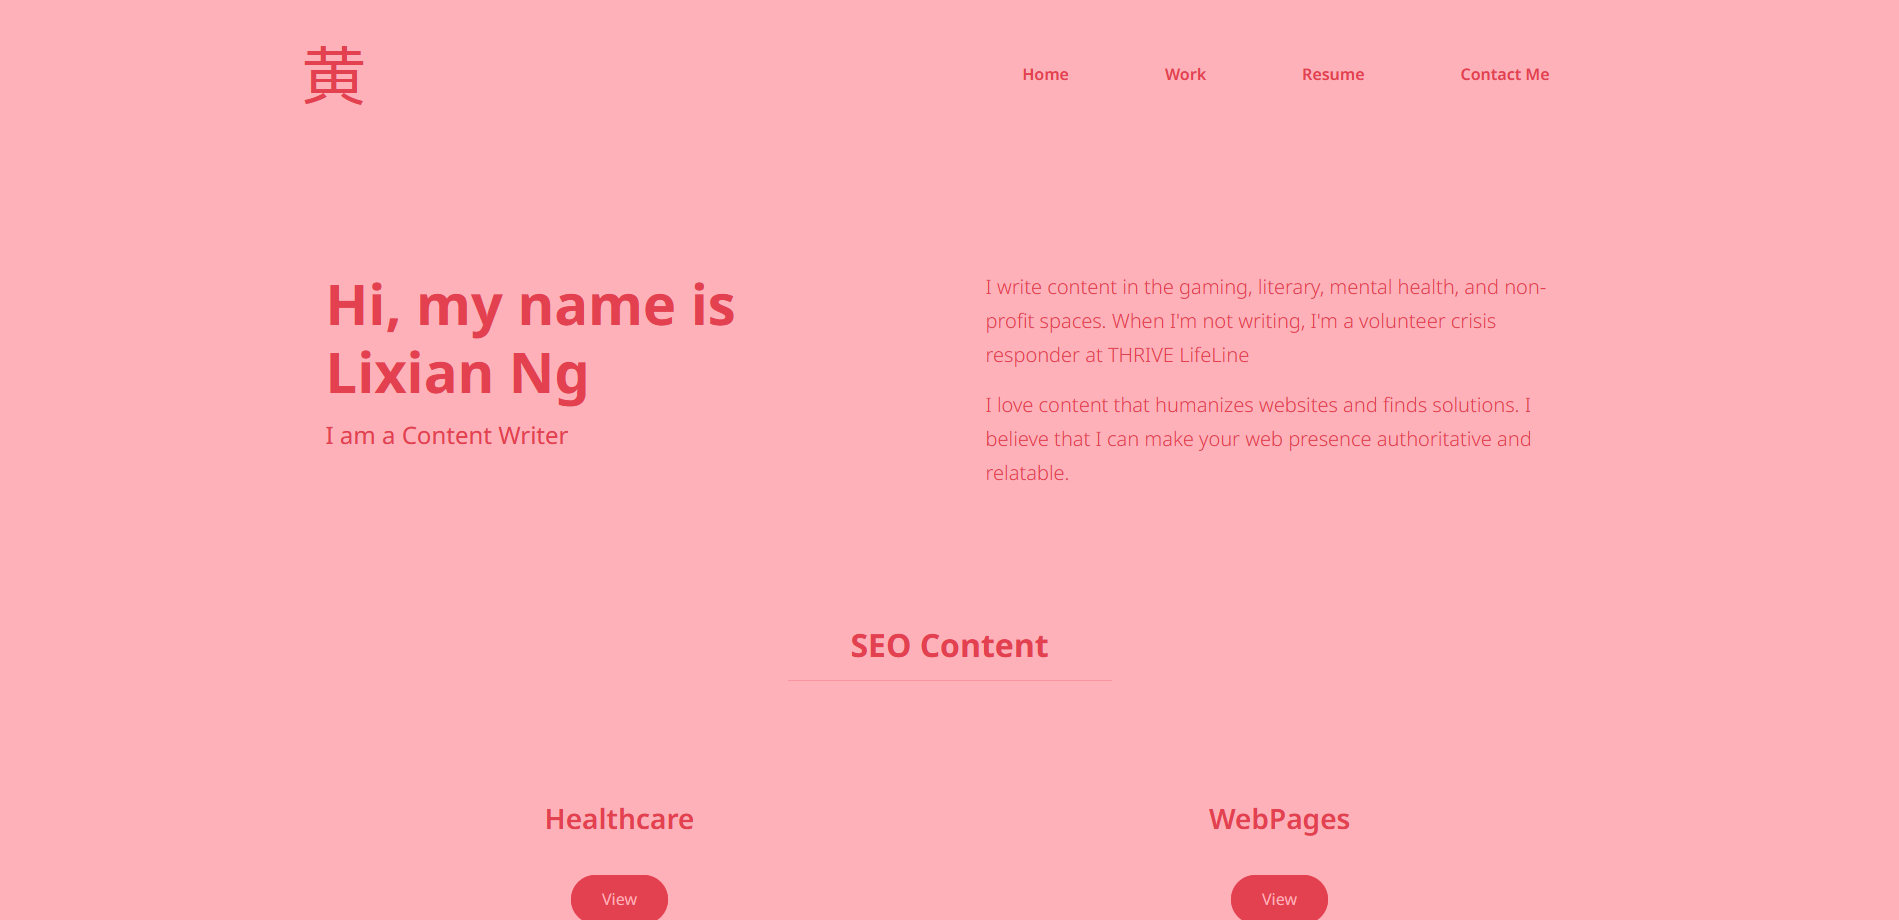 黄
Home
Work
Resume
Contact Me
Hi, my name is
Lixian Ng
I am a Content Writer
I write content in the gaming, literary, mental health, and non-
profit spaces. When I'm not writing, I'm a volunteer crisis
responder at THRIVE LifeLine
I love content that humanizes websites and finds solutions. I
believe that I can make your web presence authoritative and
relatable.
SEO Content
Healthcare
WebPages
View
View